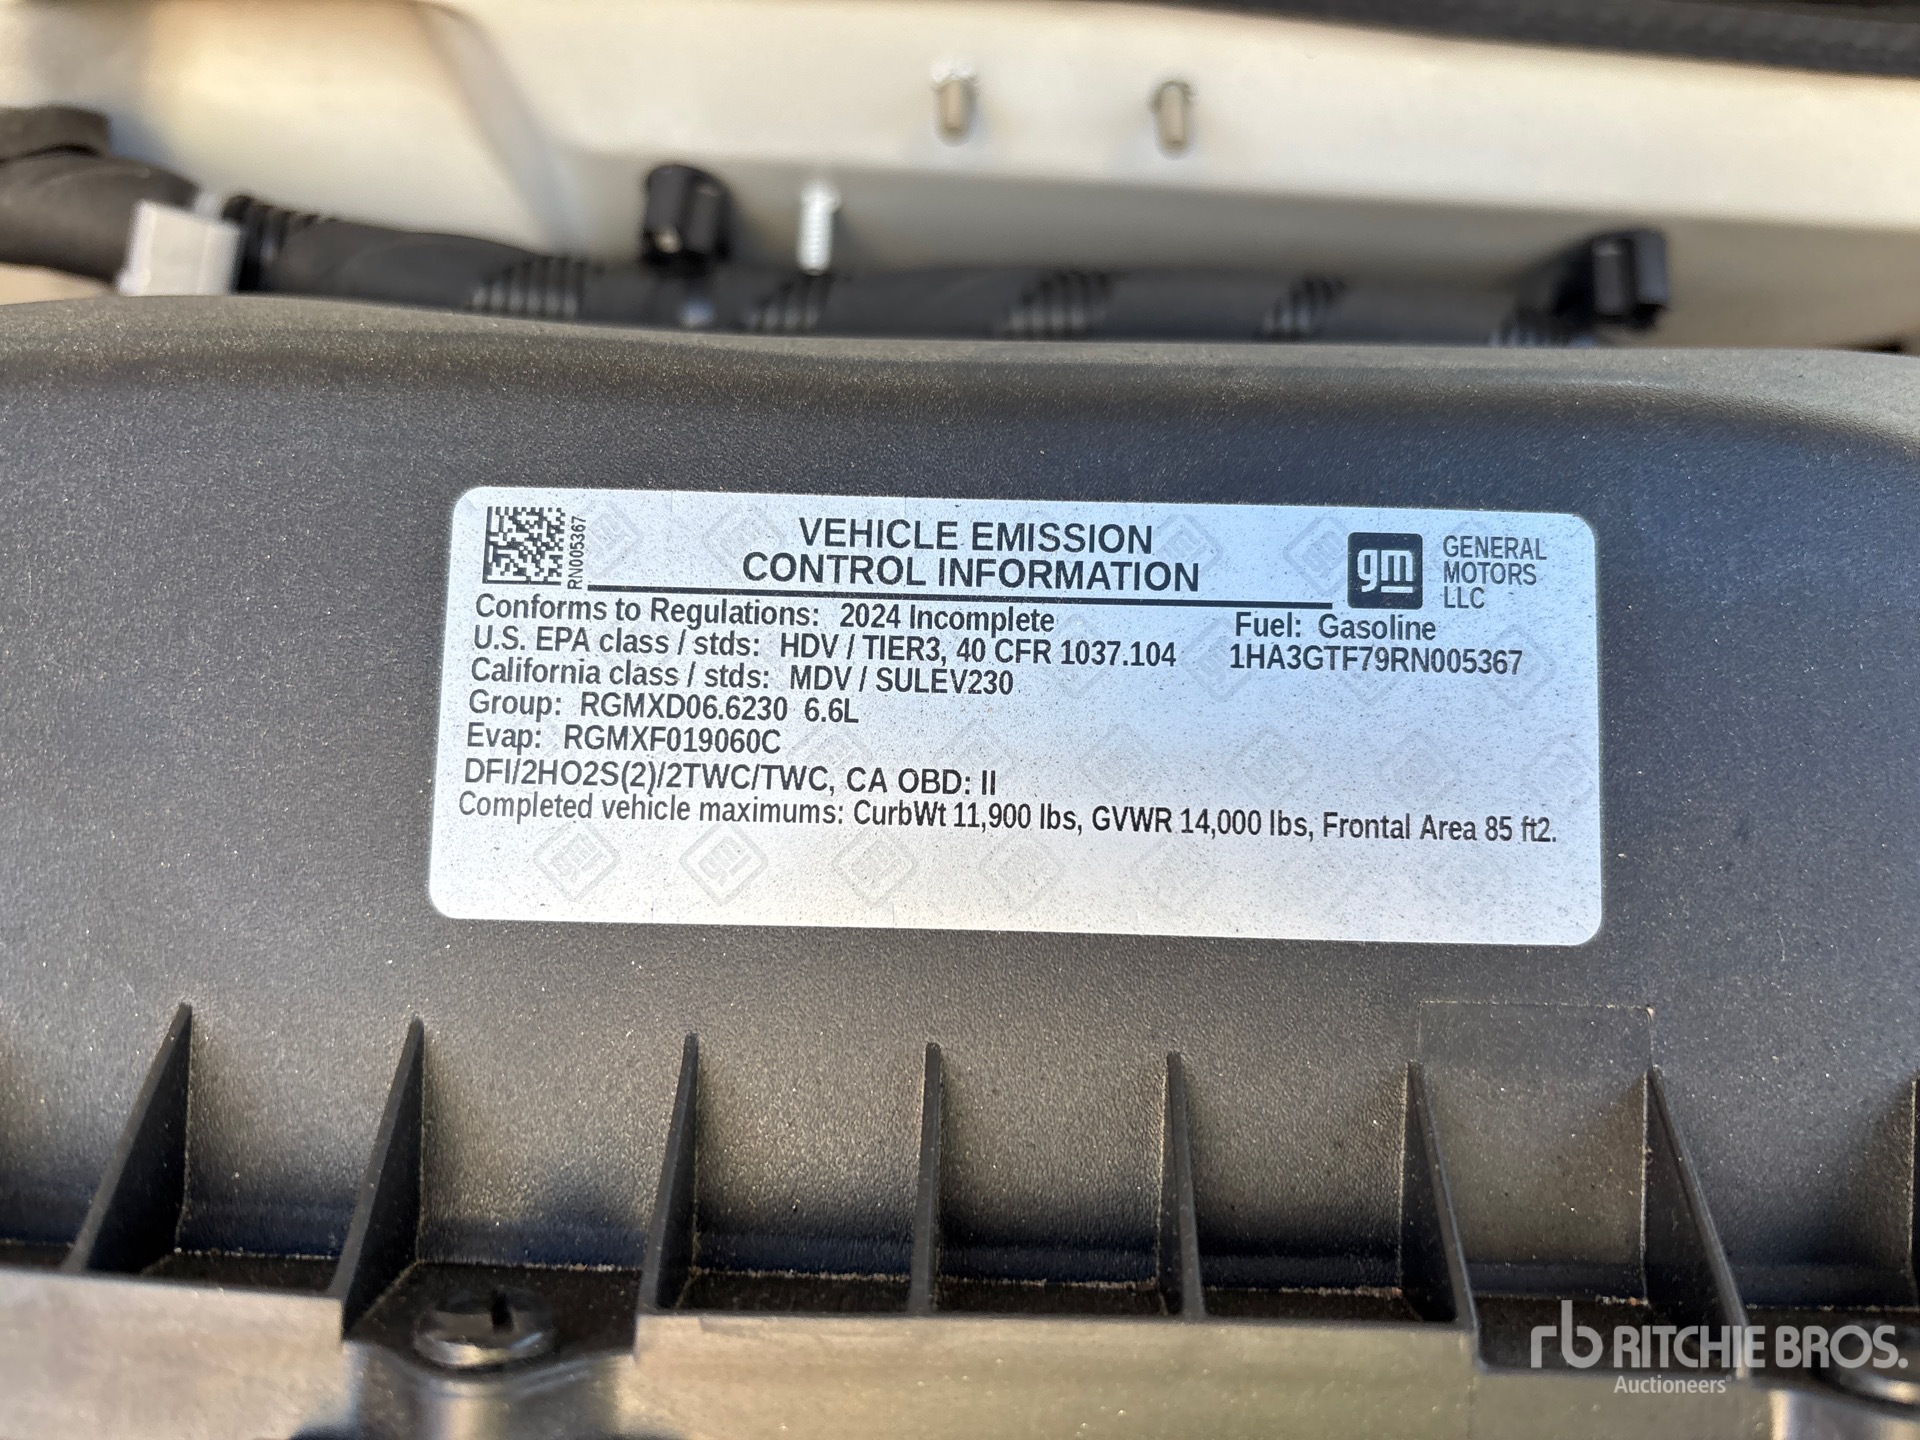 RN005367
VEHICLE EMISSION
CONTROL INFORMATION
gm
GENERAL
MOTORS
LLC
Conforms to Regulations: 2024 Incomplete
Fuel: Gasoline
U.S. EPA class / stds: HDV / TIER3, 40 CFR 1037.104
1HA3GTF79RN005367
California class / stds: MDV / SULEV230
Group: RGMXD06.6230 6.6L
Evap: RGMXF019060C
DFI/2HO2S(2)/2TWC/TWC, CA OBD: II
Completed vehicle maximums: CurbWt 11,900 lbs, GVWR 14,000 lbs, Frontal Area 85 ft2.
rb RITCHIE BROS.
Auctioneers